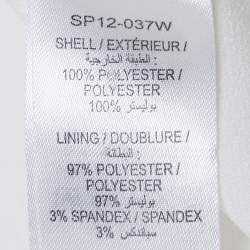 SP12-037W
SHELL / EXTÉRIEUR /
الطبقة الخارجية:
100% POLYESTER /
POLYESTER /
بوليستر %100
LINING / DOUBLURE /
البطانة:
97% POLYESTER /
POLYESTER /
بوليستر %97
3% SPANDEX / SPANDEX /
سباندكس %3